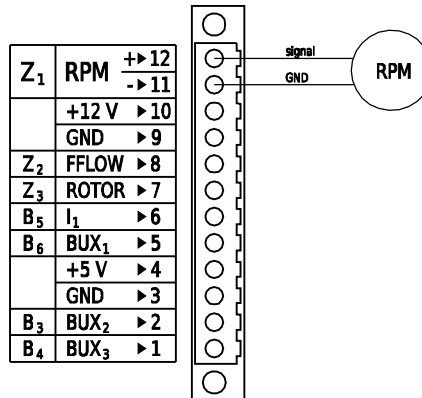 Z₁ RPM +▸12
-▸11
+12 V ▸10
GND ▸9
Z₂ FFLOW ▸8
Z₃ ROTOR ▸7
B₅ I₁ ▸6
B₆ BUX₁ ▸5
+5 V ▸4
GND ▸3
B₃ BUX₂ ▸2
B₄ BUX₃ ▸1
signal
GND
RPM